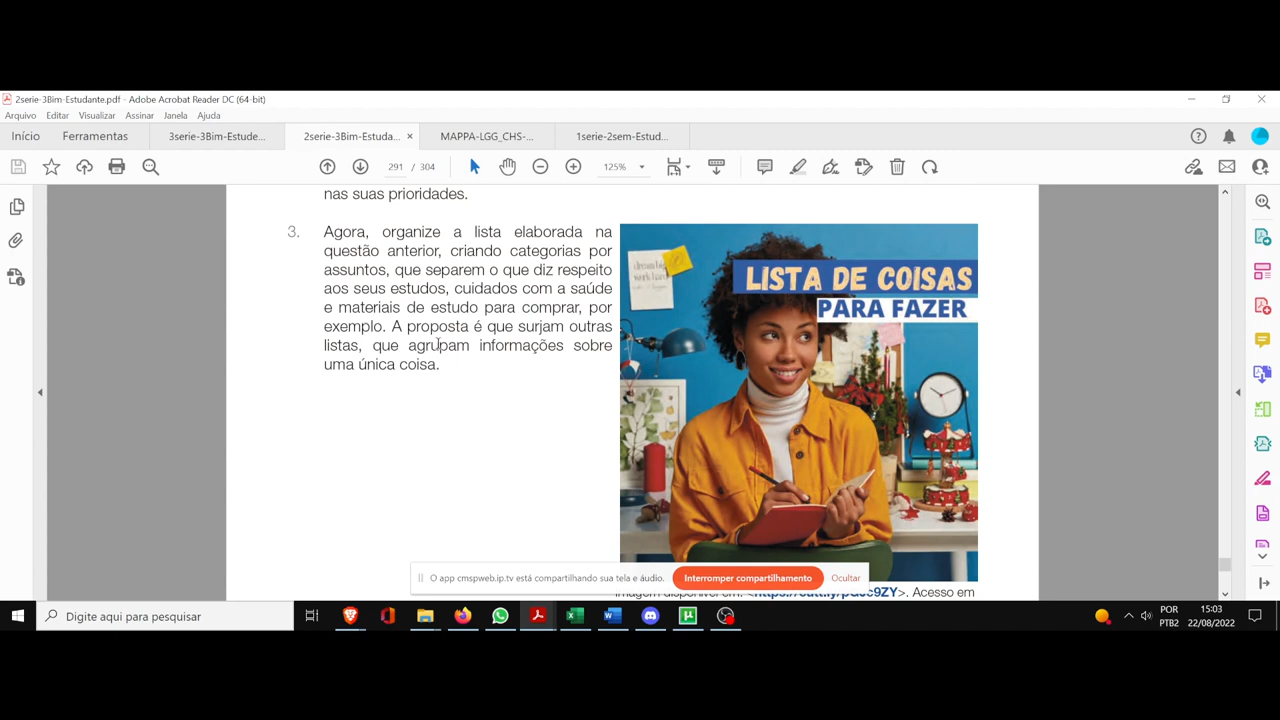 2serie-3Bim-Estudante.pdf - Adobe Acrobat Reader DC (64-bit)
Arquivo Editar Visualizar Assinar Janela Ajuda
Início Ferramentas 3serie-3Bim-Estude... 2serie-3Bim-Estuda... × MAPPA-LGG_CHS-... 1serie-2sem-Estud...
291 / 304 125%
nas suas prioridades.
3. Agora, organize a lista elaborada na
questão anterior, criando categorias por
assuntos, que separem o que diz respeito
aos seus estudos, cuidados com a saúde
e materiais de estudo para comprar, por
exemplo. A proposta é que surjam outras
listas, que agrupam informações sobre
uma única coisa.
dream big
work hard
LISTA DE COISAS
PARA FAZER
O app cmspweb.ip.tv está compartilhando sua tela e áudio. Interromper compartilhamento Ocultar
Acesso em
Digite aqui para pesquisar
POR
PTB2
15:03
22/08/2022